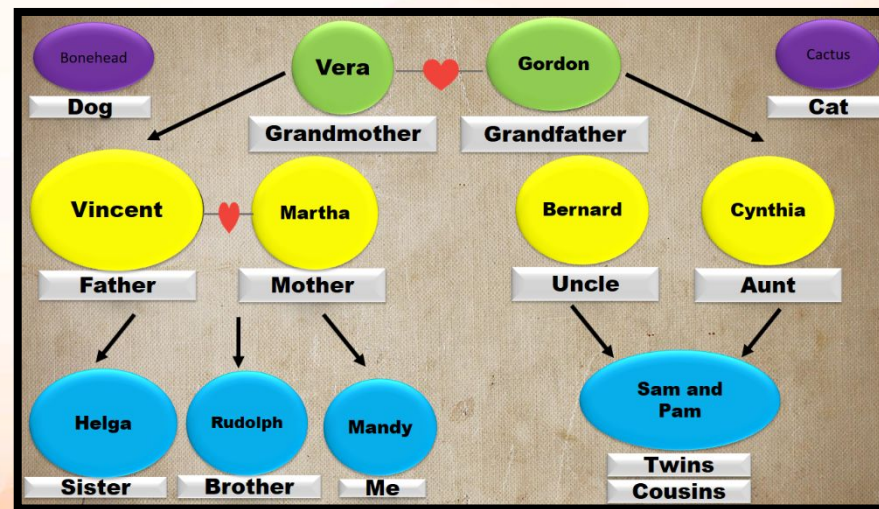 Bonehead
Dog
Vera
Grandmother
Gordon
Grandfather
Cactus
Cat
Vincent
Father
Martha
Mother
Bernard
Uncle
Cynthia
Aunt
Helga
Sister
Rudolph
Brother
Mandy
Me
Sam and
Pam
Twins
Cousins